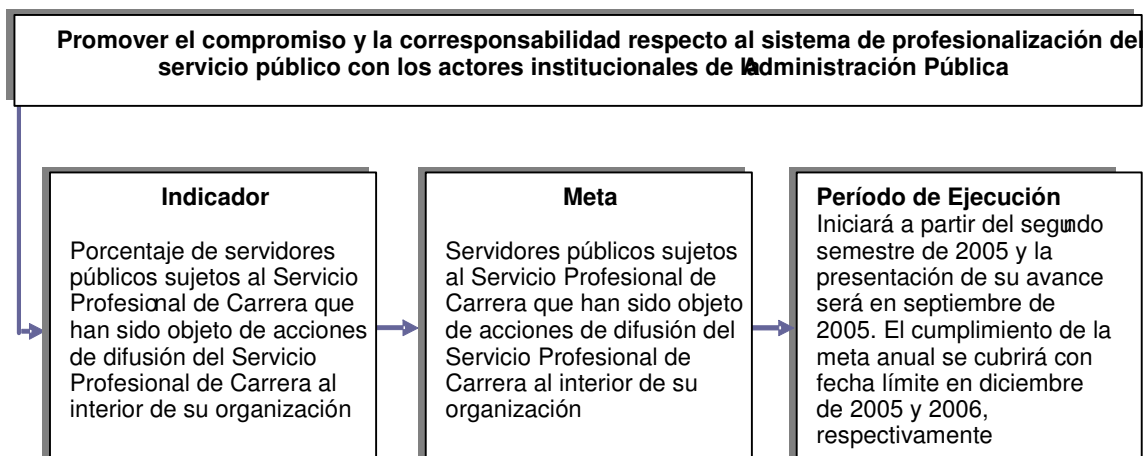 Promover el compromiso y la corresponsabilidad respecto al sistema de profesionalización del
servicio público con los actores institucionales de la Administración Pública
Indicador
Porcentaje de servidores
públicos sujetos al Servicio
Profesional de Carrera que
han sido objeto de acciones
de difusión del Servicio
Profesional de Carrera al
interior de su organización
Meta
Servidores públicos sujetos
al Servicio Profesional de
Carrera que han sido objeto
de acciones de difusión del
Servicio Profesional de
Carrera al interior de su
organización
Período de Ejecución
Iniciará a partir del segundo
semestre de 2005 y la
presentación de su avance
será en septiembre de
2005. El cumplimiento de la
meta anual se cubrirá con
fecha límite en diciembre
de 2005 y 2006,
respectivamente